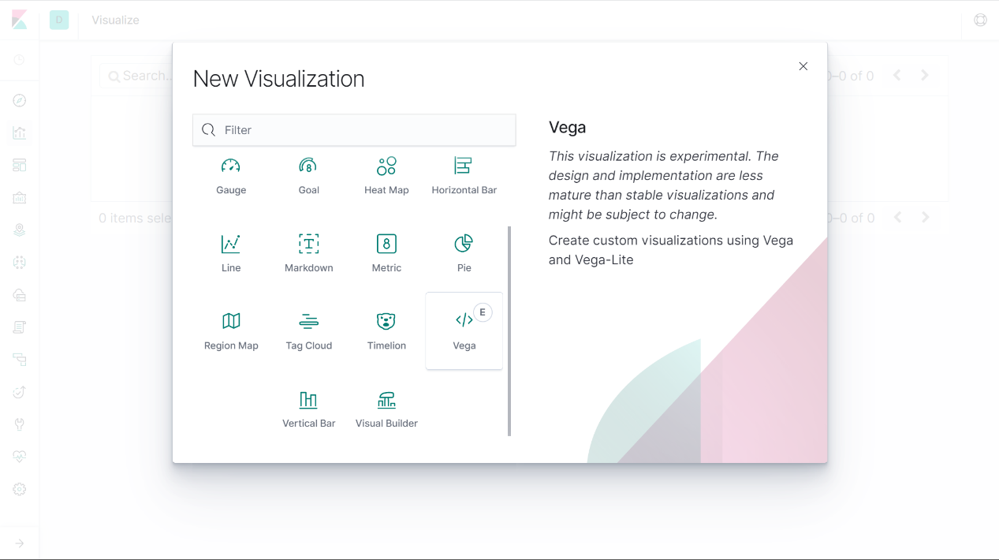 D Visualize
New Visualization
Search..
0–0 of 0
Filter
Vega
This visualization is experimental. The
design and implementation are less
mature than stable visualizations and
might be subject to change.
Create custom visualizations using Vega
and Vega-Lite
8
Gauge Goal Heat Map Horizontal Bar
0 items sele
0–0 of 0
T 8
Line Markdown Metric Pie
E
Region Map Tag Cloud Timelion Vega
Vertical Bar Visual Builder